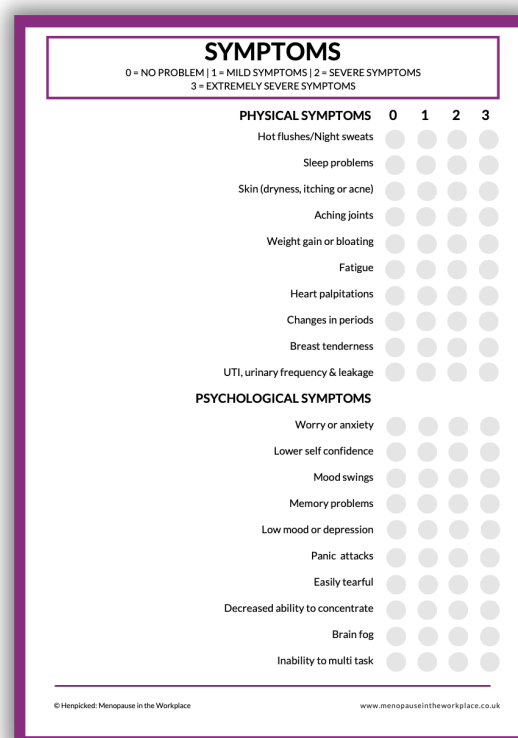 SYMPTOMS
0 = NO PROBLEM | 1 = MILD SYMPTOMS | 2 = SEVERE SYMPTOMS
3 = EXTREMELY SEVERE SYMPTOMS
PHYSICAL SYMPTOMS 0 1 2 3
Hot flushes/Night sweats
Sleep problems
Skin (dryness, itching or acne)
Aching joints
Weight gain or bloating
Fatigue
Heart palpitations
Changes in periods
Breast tenderness
UTI, urinary frequency & leakage
PSYCHOLOGICAL SYMPTOMS
Worry or anxiety
Lower self confidence
Mood swings
Memory problems
Low mood or depression
Panic attacks
Easily tearful
Decreased ability to concentrate
Brain fog
Inability to multi task
© Henpicked: Menopause in the Workplace www.menopauseintheworkplace.co.uk